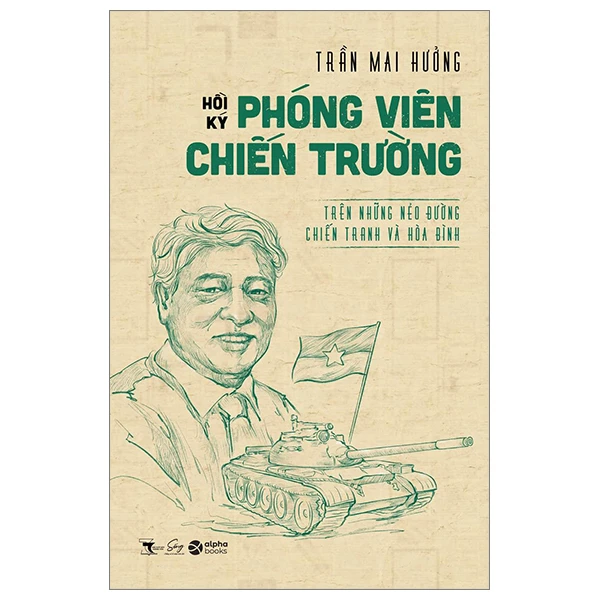 TRẦN MAI HƯỞNG
HỒI KÝ
PHÓNG VIÊN
CHIẾN TRƯỜNG
TRÊN NHỮNG NẺO ĐƯỜNG
CHIẾN TRANH VÀ HÒA BÌNH
Sống
alpha books